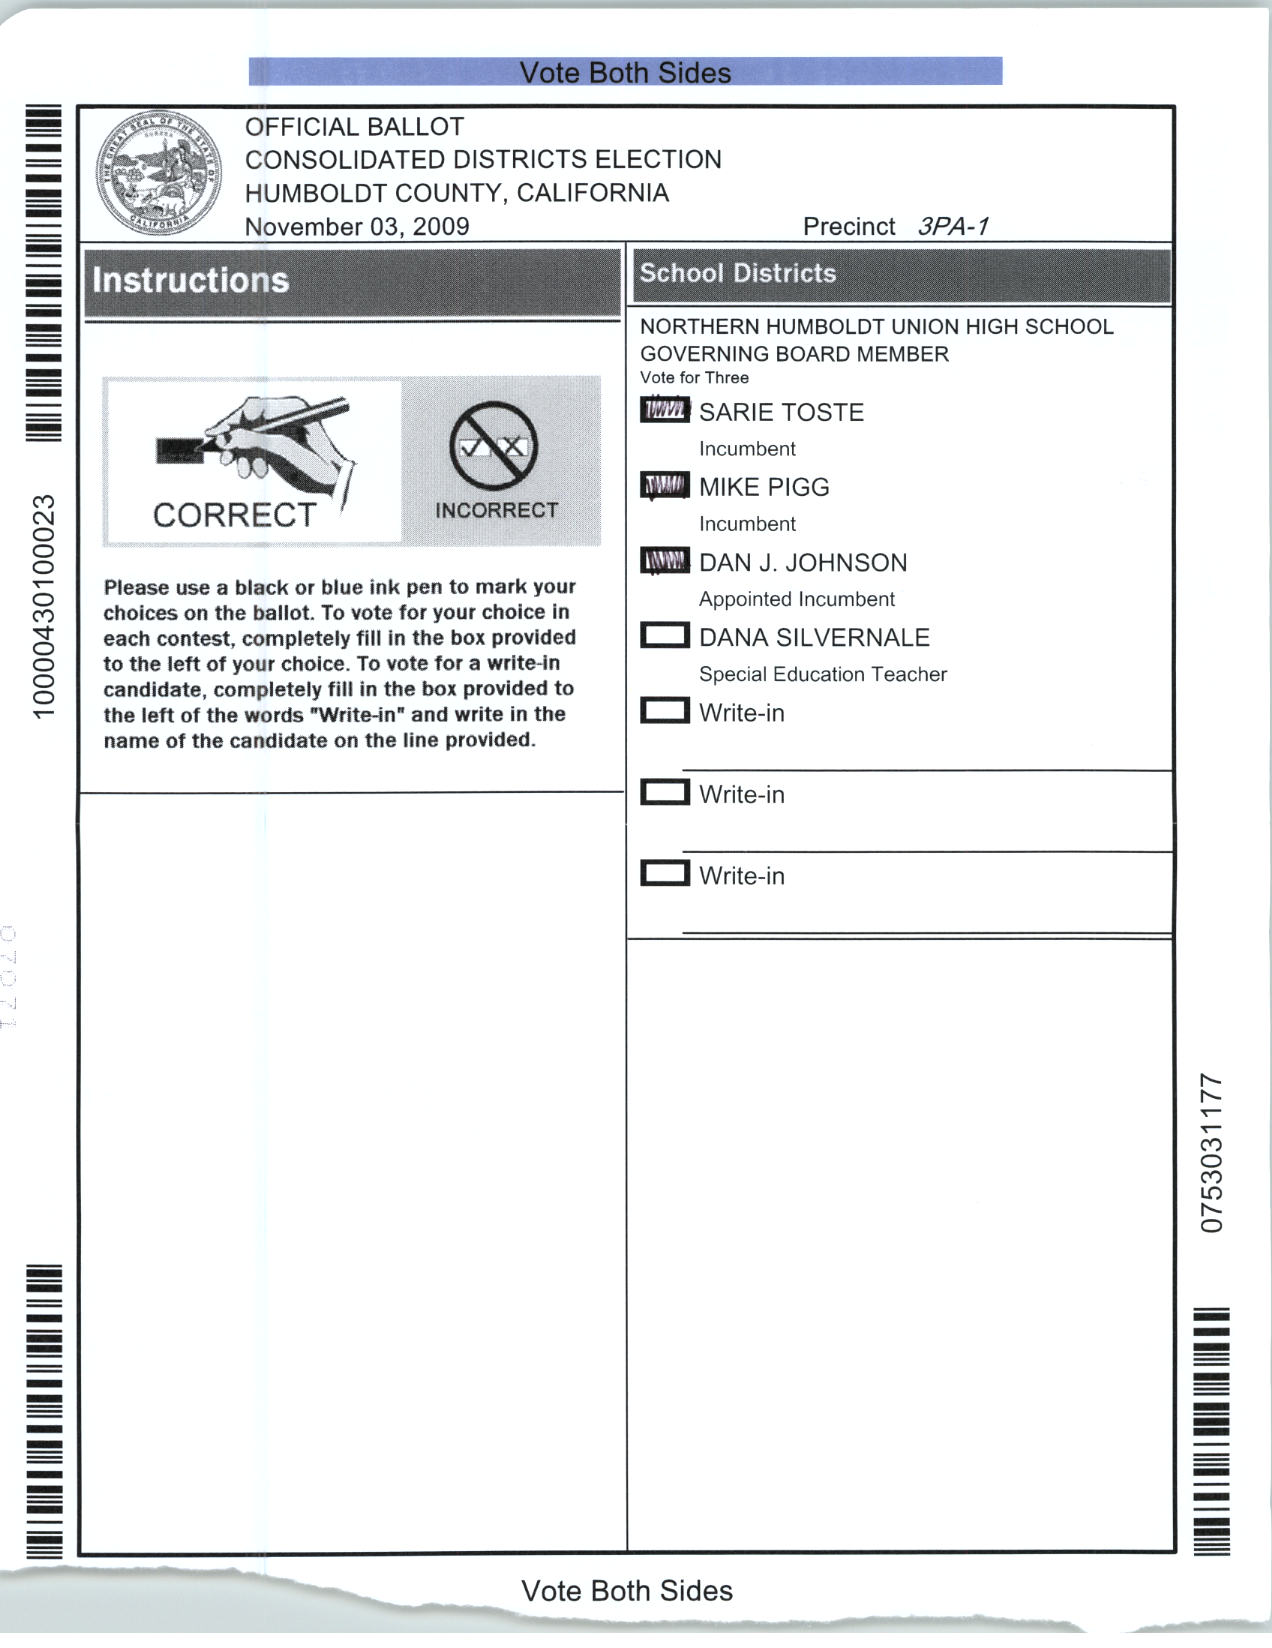 Vote Both Sides
OFFICIAL BALLOT
CONSOLIDATED DISTRICTS ELECTION
HUMBOLDT COUNTY, CALIFORNIA
November 03, 2009
Precinct 3PA-1
THE GREAT SEAL OF THE STATE OF CALIFORNIA
EUREKA
Instructions
CORRECT
INCORRECT
Please use a black or blue ink pen to mark your
choices on the ballot. To vote for your choice in
each contest, completely fill in the box provided
to the left of your choice. To vote for a write-in
candidate, completely fill in the box provided to
the left of the words "Write-in" and write in the
name of the candidate on the line provided.
School Districts
NORTHERN HUMBOLDT UNION HIGH SCHOOL
GOVERNING BOARD MEMBER
Vote for Three
SARIE TOSTE
Incumbent
MIKE PIGG
Incumbent
DAN J. JOHNSON
Appointed Incumbent
DANA SILVERNALE
Special Education Teacher
Write-in
Write-in
Write-in
10000430100023
0753031177
Vote Both Sides